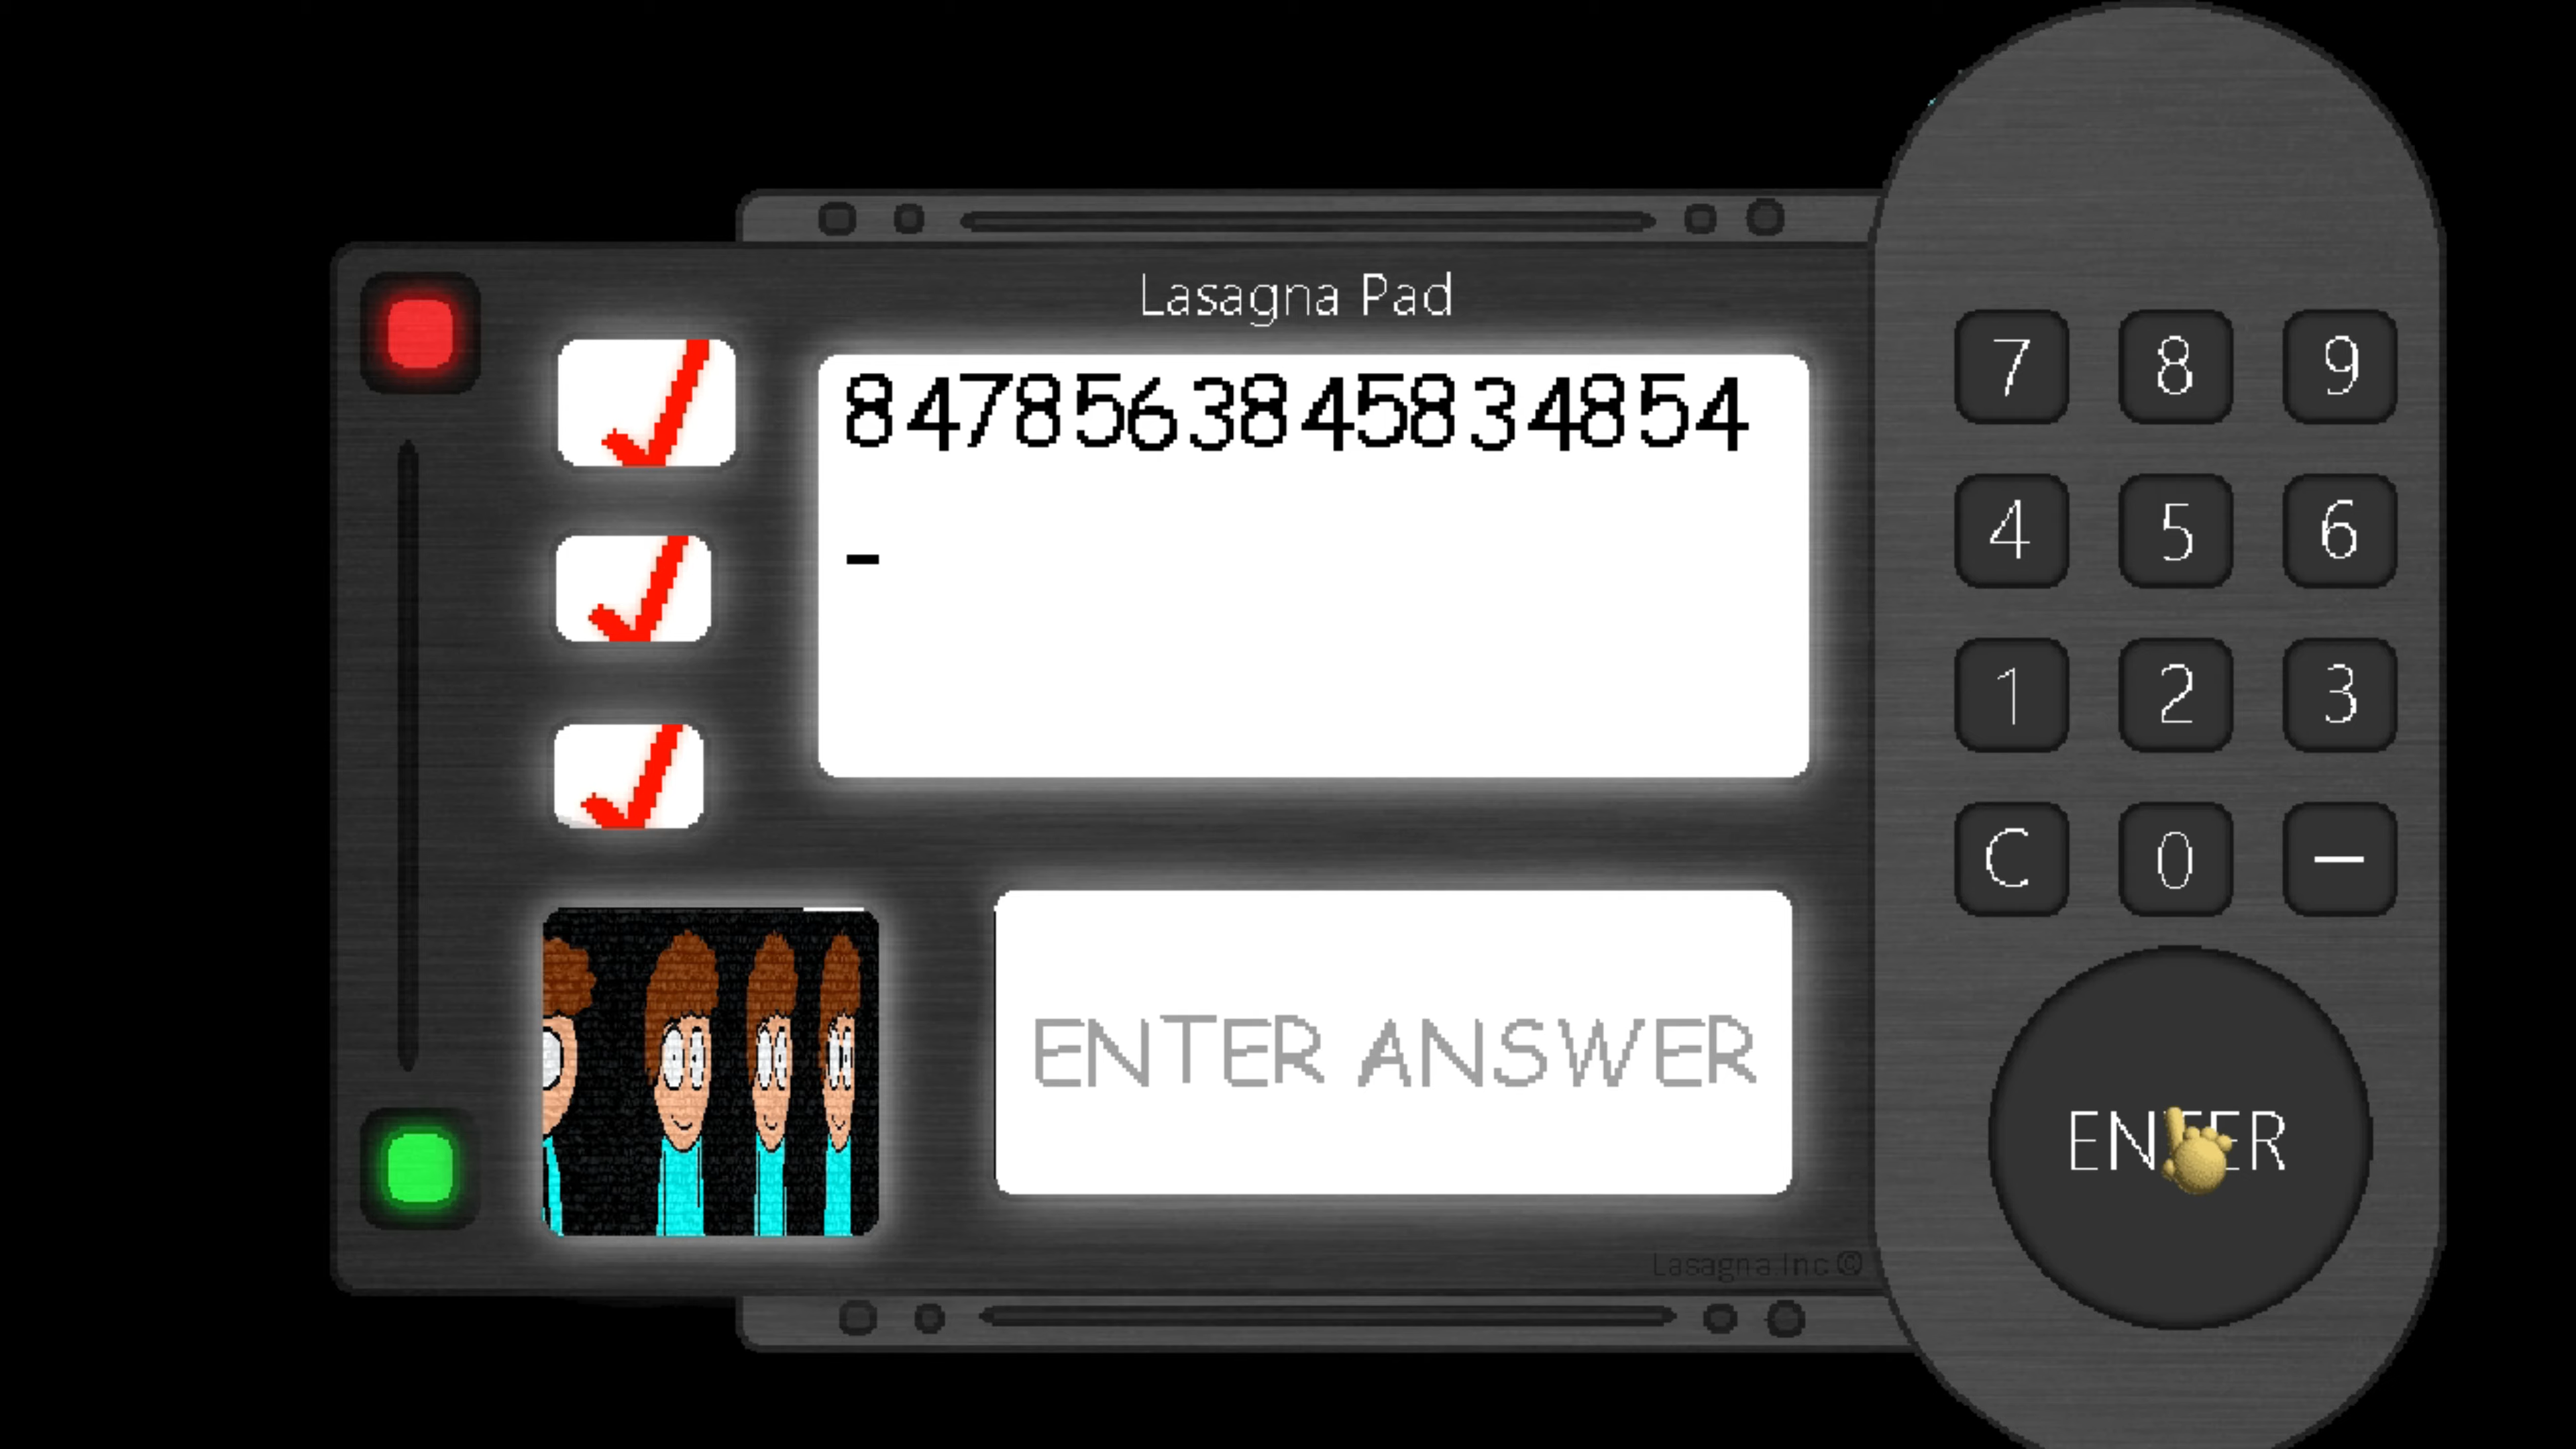 Lasagna Pad
8478563845834854
-
7 8 9
4 5 6
1 2 3
C 0 -
ENTER ANSWER
ENTER
Lasagna.Inc©